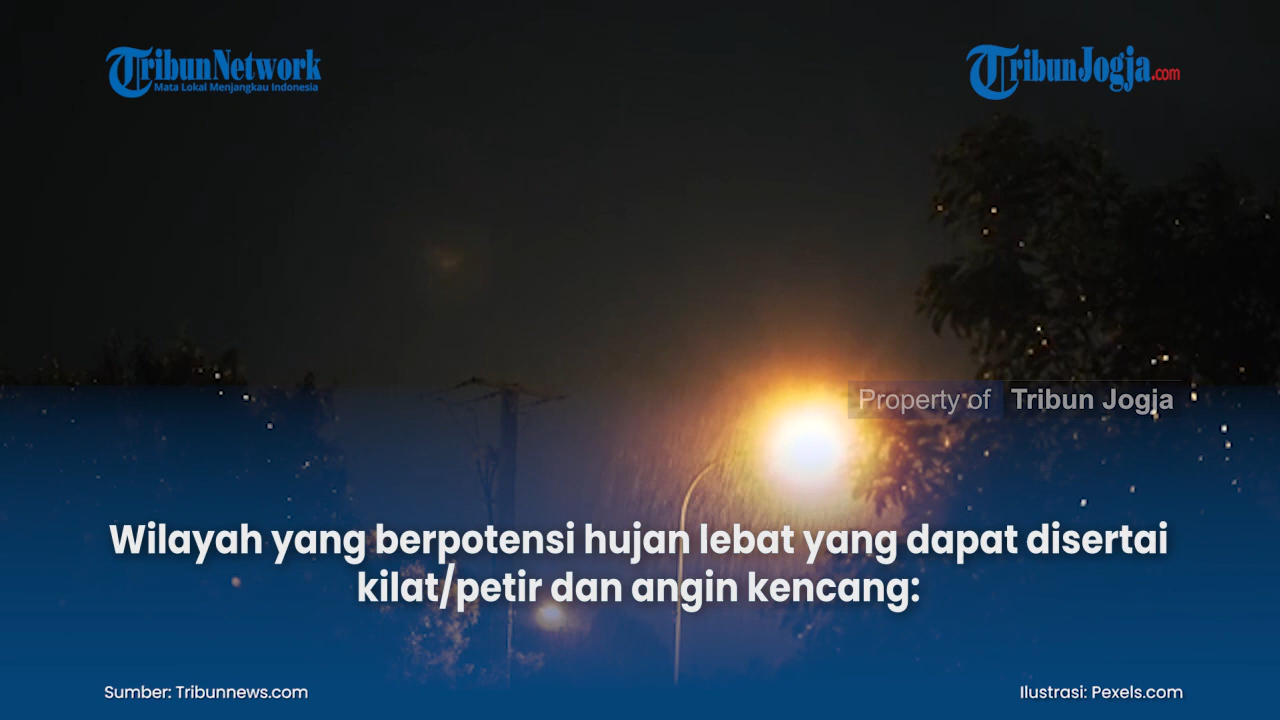 TribunNetwork
Mata Lokal Menjangkau Indonesia
TribunJogja.com
Property of Tribun Jogja
Wilayah yang berpotensi hujan lebat yang dapat disertai
kilat/petir dan angin kencang:
Sumber: Tribunnews.com
Ilustrasi: Pexels.com